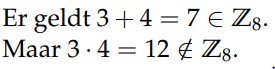 Er geldt 3 + 4 = 7 ∈ ℤ₈.
Maar 3 · 4 = 12 ∉ ℤ₈.